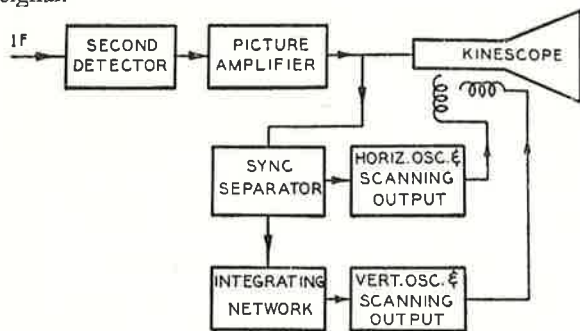 signal.
IF
SECOND
DETECTOR
PICTURE
AMPLIFIER
KINESCOPE
SYNC
SEPARATOR
HORIZ. OSC. &
SCANNING
OUTPUT
INTEGRATING
NETWORK
VERT. OSC. &
SCANNING
OUTPUT